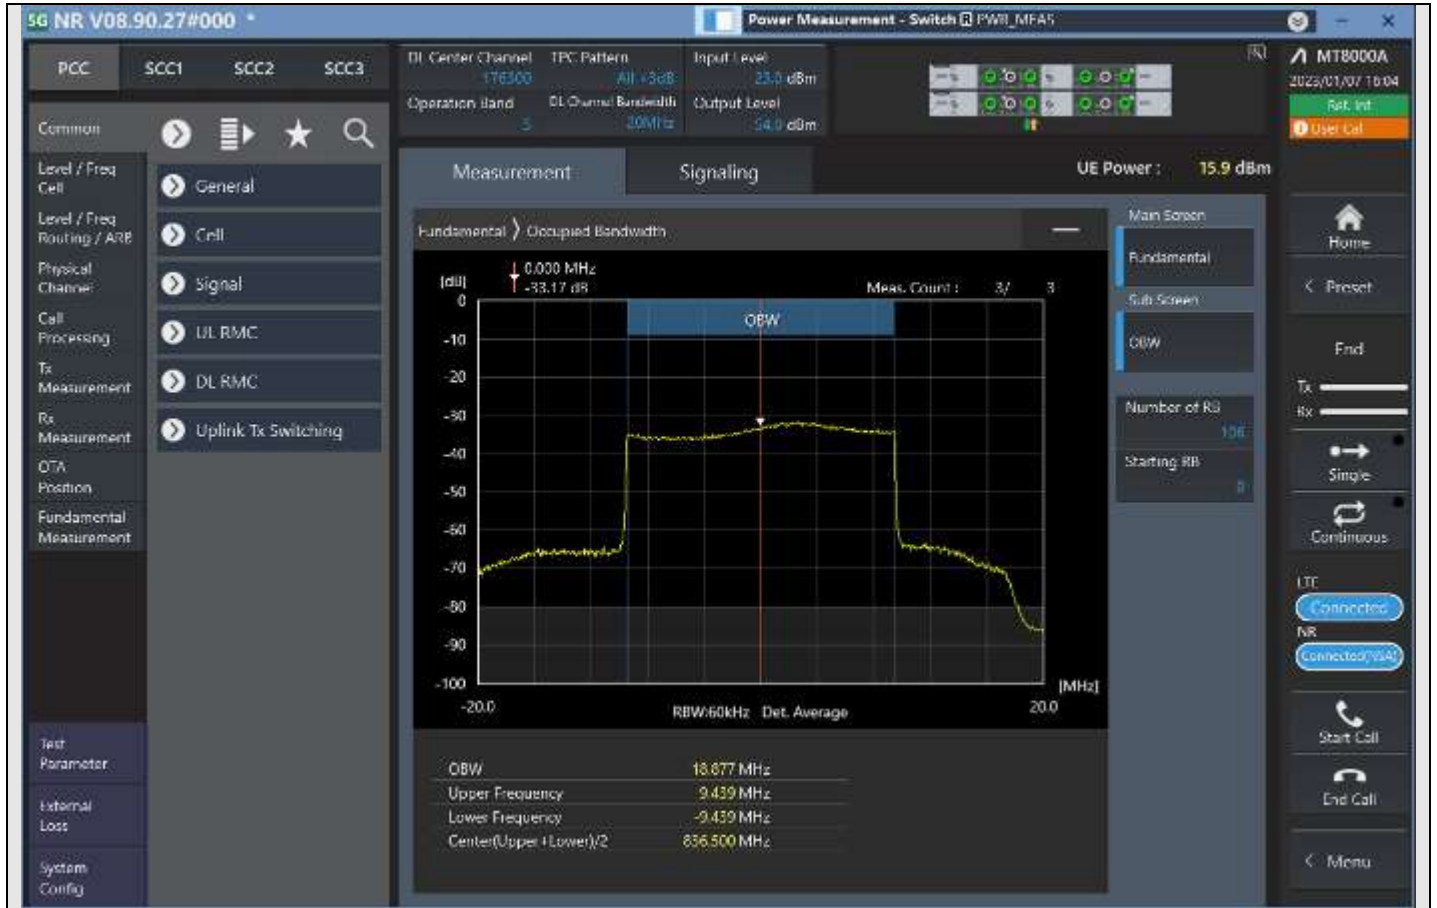 SG NR V08.90.27#000 *
Power Measurement - Switch PWR_MEAS
PCC SCC1 SCC2 SCC3
DL Center Channel TPC Pattern Input Level
176300 All +3dB 23.0 dBm
Operation Band DL Channel Bandwidth Output Level
5 20MHz 54.0 dBm
MT8000A
2023/01/07 16:04
Ref. Int
User Cal
Common
Level / Freq
Cell
Level / Freq
Routing / ARB
Physical
Channel
Call
Processing
Tx
Measurement
Rx
Measurement
OTA
Position
Fundamental
Measurement
Test
Parameter
External
Loss
System
Config
General
Cell
Signal
UL RMC
DL RMC
Uplink Tx Switching
Measurement Signaling
UE Power : 15.9 dBm
Fundamental > Occupied Bandwidth
[dB]
0.000 MHz
-33.17 dB
Meas. Count : 3/ 3
OBW
0
-10
-20
-30
-40
-50
-60
-70
-80
-90
-100
-20.0
RBW:60kHz Det. Average
20.0
[MHz]
OBW 18.877 MHz
Upper Frequency 9.439 MHz
Lower Frequency -9.439 MHz
Center(Upper+Lower)/2 836.500 MHz
Main Screen
Fundamental
Sub Screen
OBW
Number of RB
106
Starting RB
0
Home
< Preset
End
Tx
Rx
Single
Continuous
LTE
Connected
NR
Connected(NSA)
Start Call
End Call
< Menu